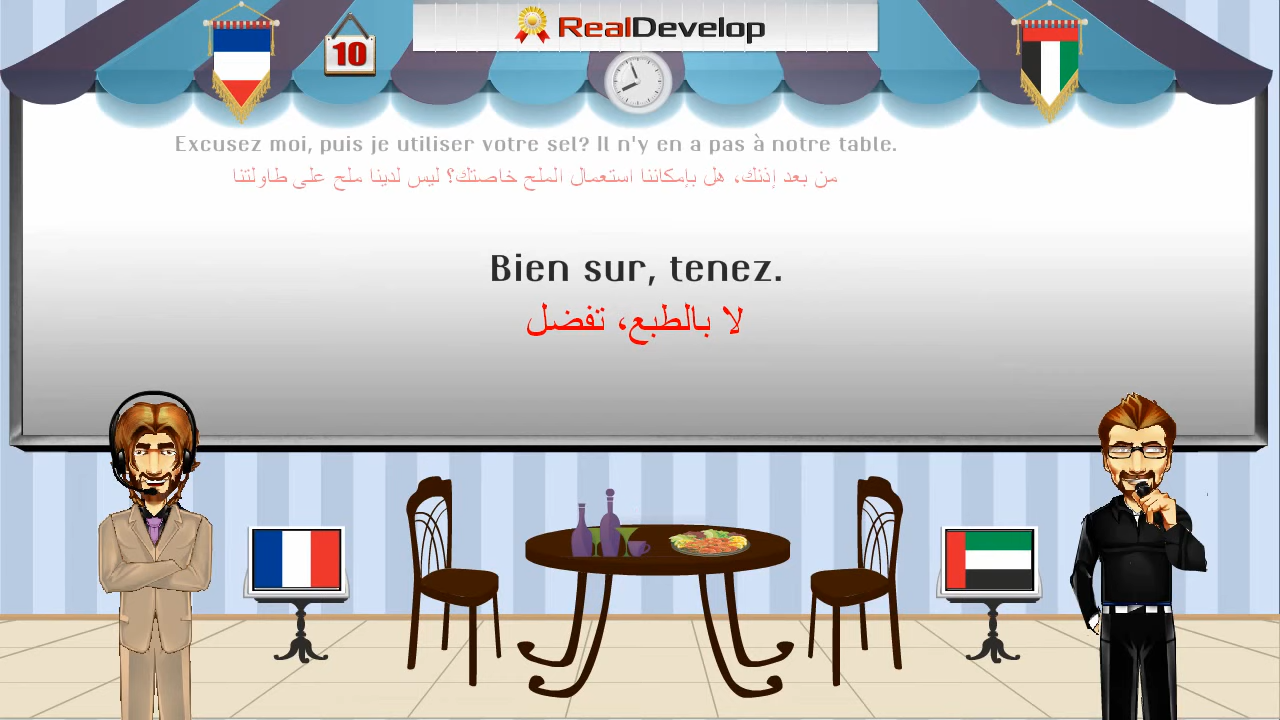 RealDevelop
10
Excusez moi, puis je utiliser votre sel? Il n'y en a pas à notre table.
من بعد إذنك، هل بإمكاننا استعمال الملح خاصتك؟ ليس لدينا ملح على طاولتنا
Bien sur, tenez.
لا بالطبع، تفضل